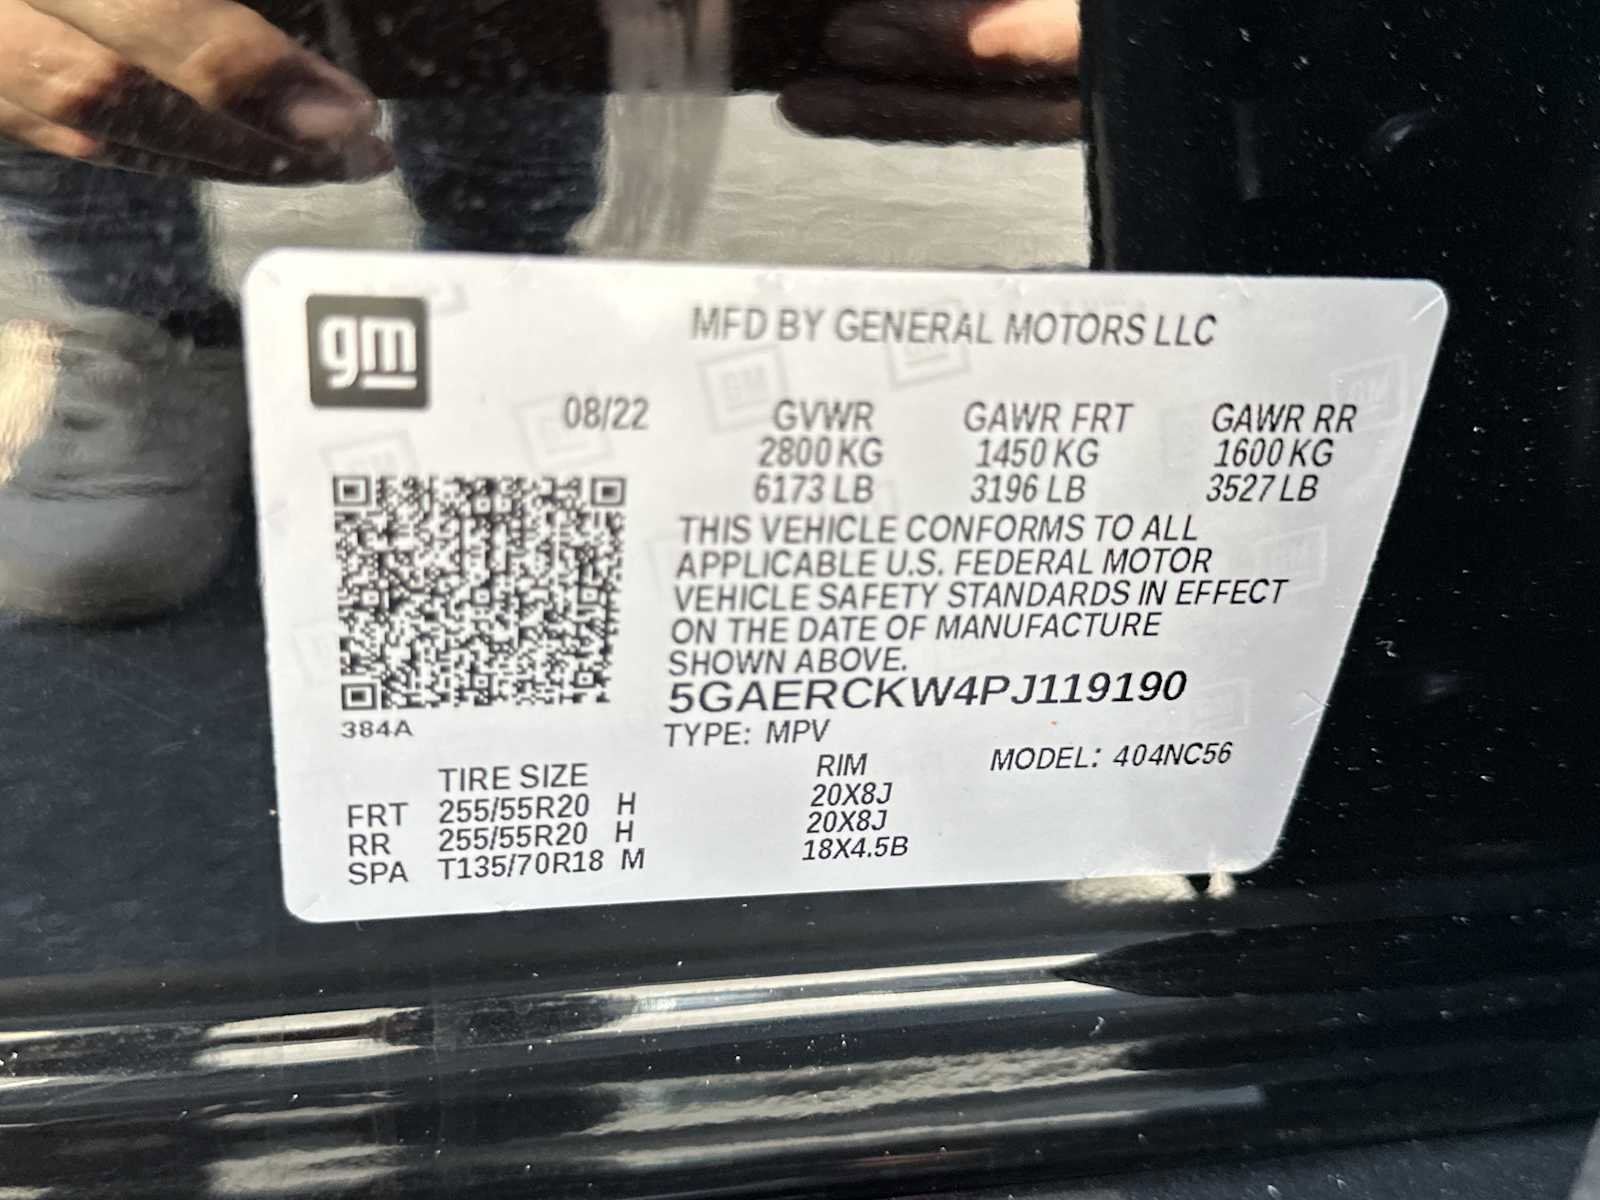 gm
MFD BY GENERAL MOTORS LLC
08/22 GVWR GAWR FRT GAWR RR
2800 KG 1450 KG 1600 KG
6173 LB 3196 LB 3527 LB
THIS VEHICLE CONFORMS TO ALL
APPLICABLE U.S. FEDERAL MOTOR
VEHICLE SAFETY STANDARDS IN EFFECT
ON THE DATE OF MANUFACTURE
SHOWN ABOVE.
5GAERCKW4PJ119190
384A
TYPE: MPV
MODEL: 404NC56
TIRE SIZE RIM
FRT 255/55R20 H 20X8J
RR 255/55R20 H 20X8J
SPA T135/70R18 M 18X4.5B